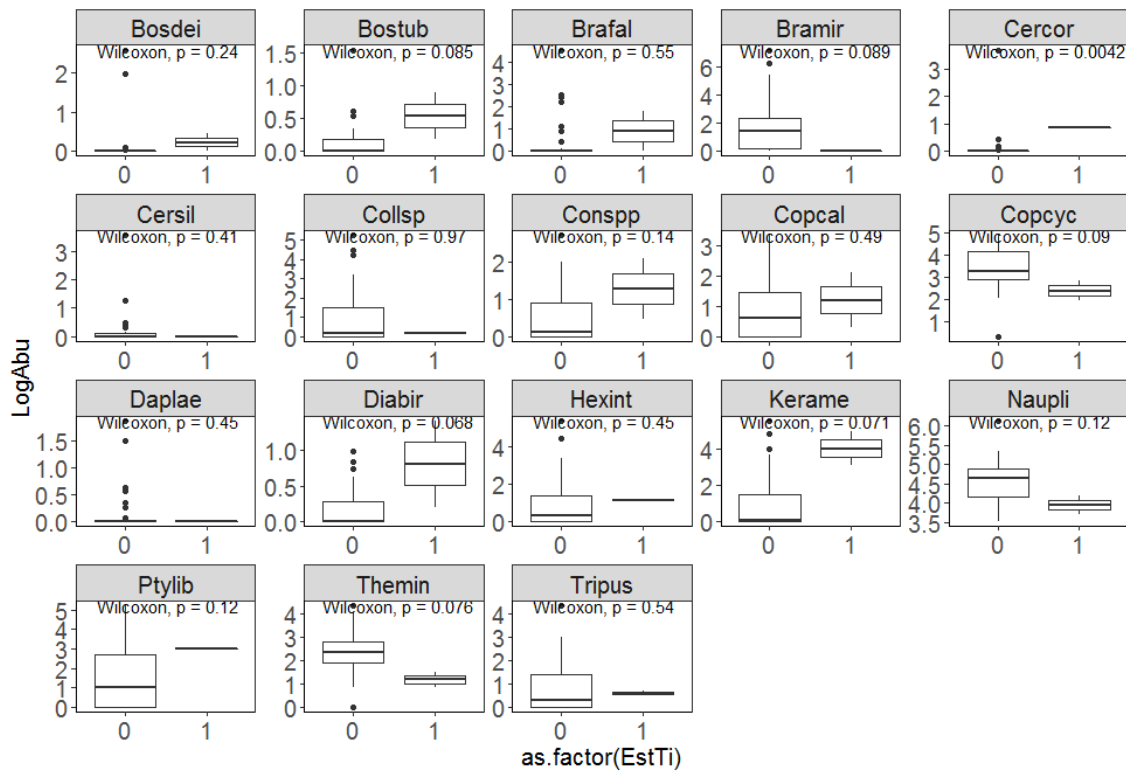 Bosdei Bostub Brafal Bramir Cercor
Wilcoxon, p = 0.24 Wilcoxon, p = 0.085 Wilcoxon, p = 0.55 Wilcoxon, p = 0.089 Wilcoxon, p = 0.0042
2 1 0
1.5 1.0 0.5 0.0
4 3 2 1 0
6 4 2 0
3 2 1 0
0 1 0 1 0 1 0 1 0 1
Cersil Collsp Conspp Copcal Copcyc
Wilcoxon, p = 0.41 Wilcoxon, p = 0.97 Wilcoxon, p = 0.14 Wilcoxon, p = 0.49 Wilcoxon, p = 0.09
3 2 1 0
5 4 3 2 1 0
2 1 0
3 2 1 0
5 4 3 2 1
0 1 0 1 0 1 0 1 0 1
LogAbu
Daplae Diabir Hexint Kerame Naupli
Wilcoxon, p = 0.45 Wilcoxon, p = 0.068 Wilcoxon, p = 0.45 Wilcoxon, p = 0.071 Wilcoxon, p = 0.12
1.5 1.0 0.5 0.0
1.0 0.5 0.0
5 4 3 2 1 0
4 2 0
6.0 5.5 5.0 4.5 4.0 3.5
0 1 0 1 0 1 0 1 0 1
Ptylib Themin Tripus
Wilcoxon, p = 0.12 Wilcoxon, p = 0.076 Wilcoxon, p = 0.54
5 4 3 2 1 0
4 3 2 1 0
4 3 2 1 0
0 1 0 1 0 1
as.factor(EstTi)